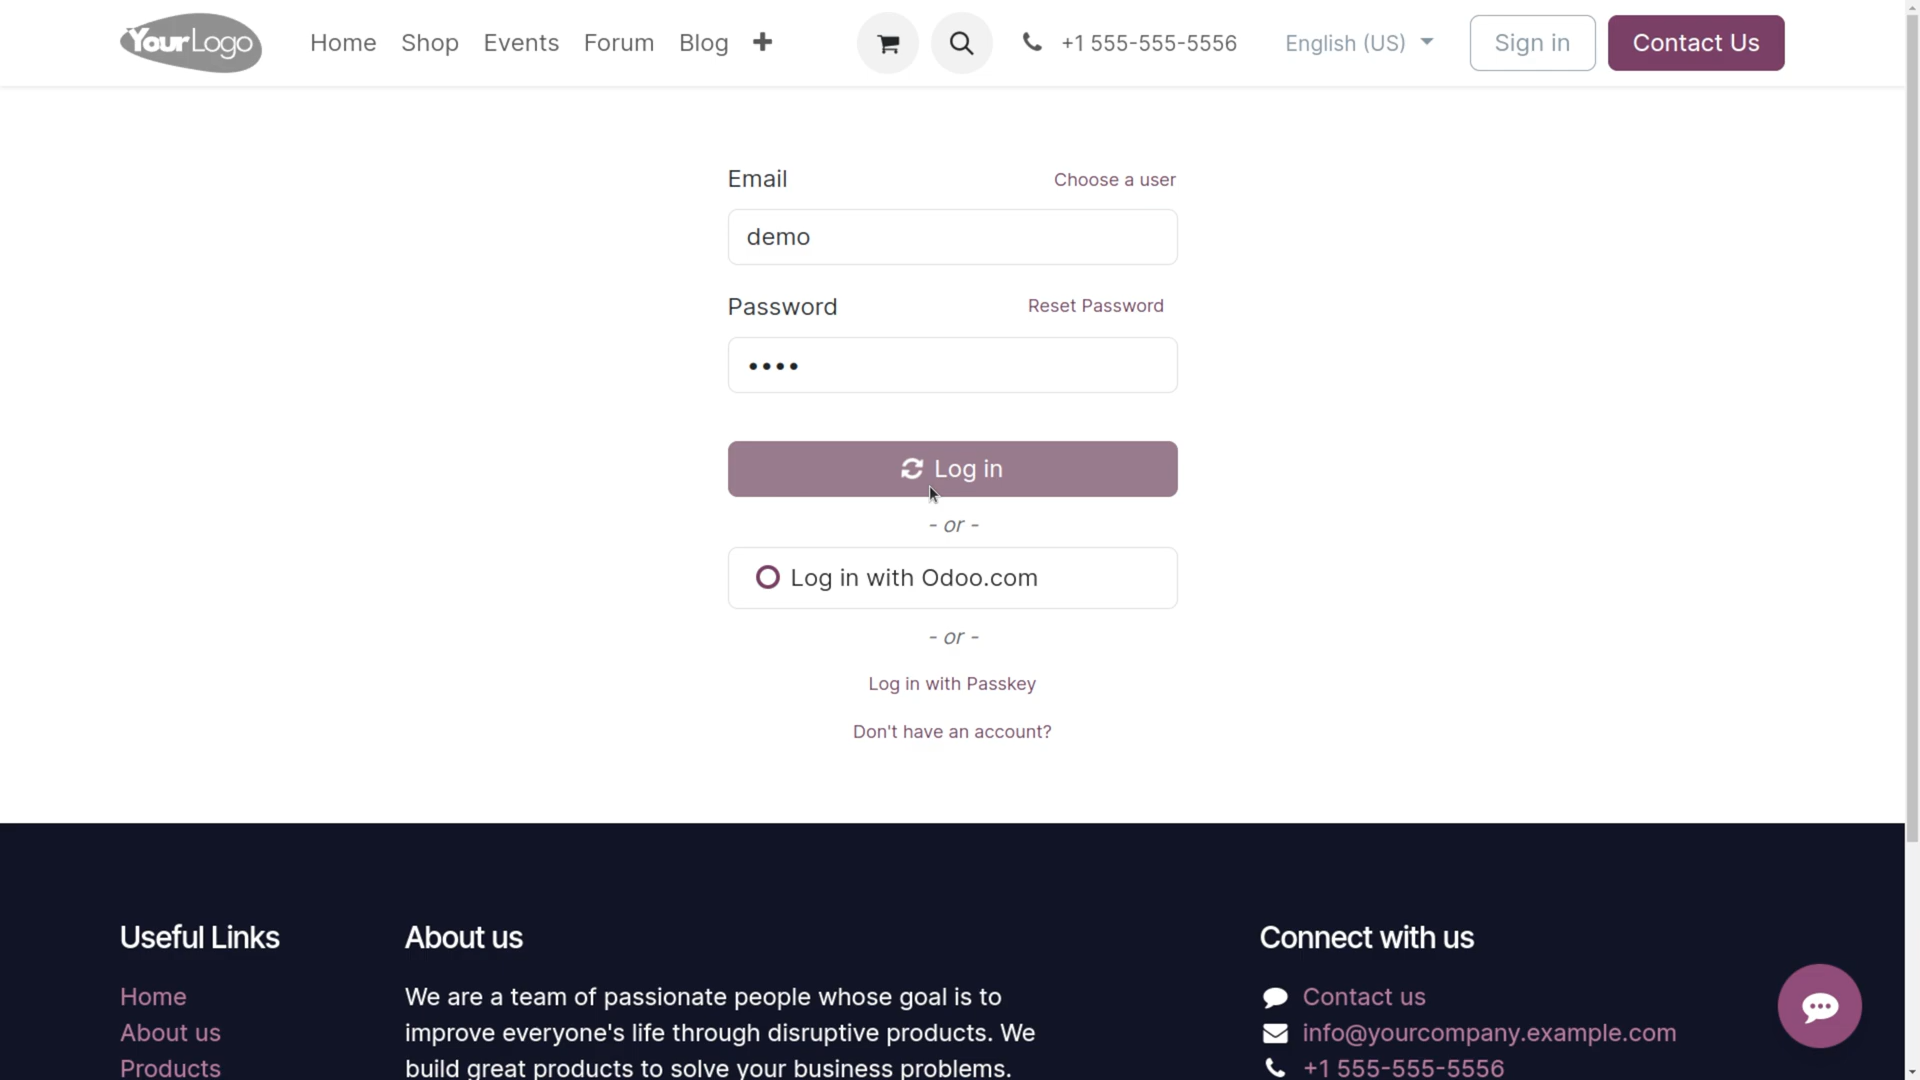 YourLogo
Home Shop Events Forum Blog
+1 555-555-5556
English (US)
Sign in
Contact Us
Email
Choose a user
demo
Password
Reset Password
Log in
- or -
Log in with Odoo.com
- or -
Log in with Passkey
Don't have an account?
Useful Links
Home
About us
Products
About us
We are a team of passionate people whose goal is to
improve everyone's life through disruptive products. We
build great products to solve your business problems.
Connect with us
Contact us
info@yourcompany.example.com
+1 555-555-5556